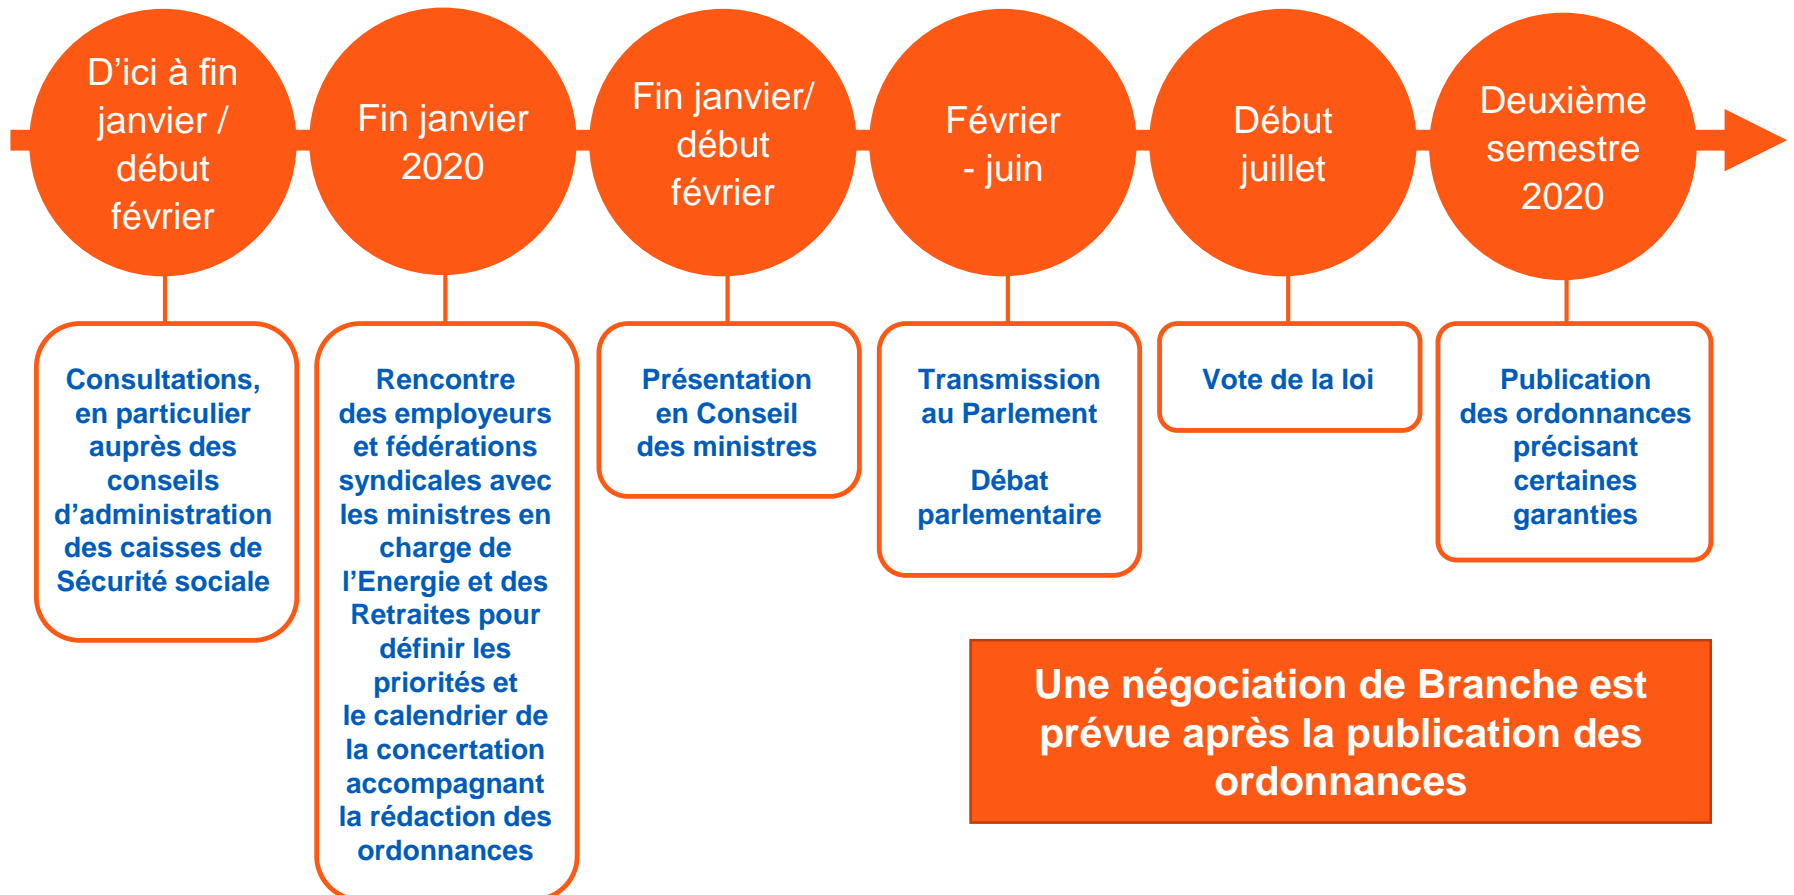 D'ici à fin
janvier /
début
février
Fin janvier
2020
Fin janvier/
début
février
Février
- juin
Début
juillet
Deuxième
semestre
2020
Consultations,
en particulier
auprès des
conseils
d'administration
des caisses de
Sécurité sociale
Rencontre
des employeurs
et fédérations
syndicales avec
les ministres en
charge de
l'Energie et des
Retraites pour
définir les
priorités et
le calendrier de
la concertation
accompagnant
la rédaction des
ordonnances
Présentation
en Conseil
des ministres
Transmission
au Parlement
Débat
parlementaire
Vote de la loi
Publication
des ordonnances
précisant
certaines
garanties
Une négociation de Branche est
prévue après la publication des
ordonnances